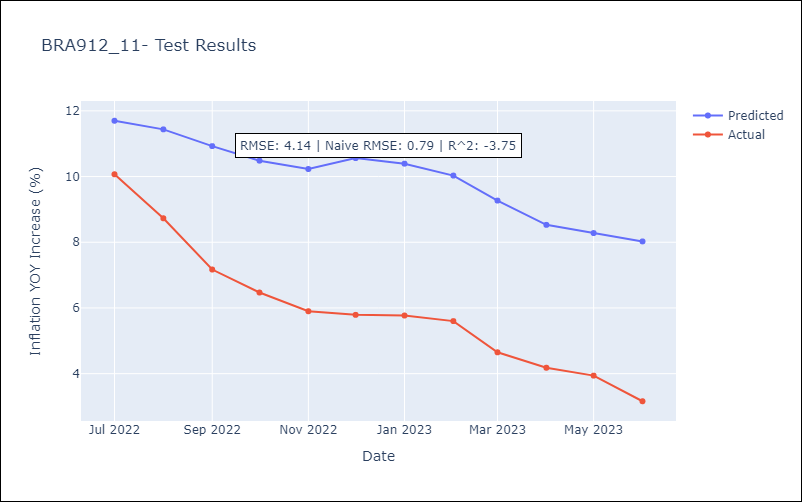 BRA912_11- Test Results
Predicted
Actual
RMSE: 4.14 | Naive RMSE: 0.79 | R^2: -3.75
Inflation YOY Increase (%)
12
10
8
6
4
Jul 2022
Sep 2022
Nov 2022
Jan 2023
Mar 2023
May 2023
Date